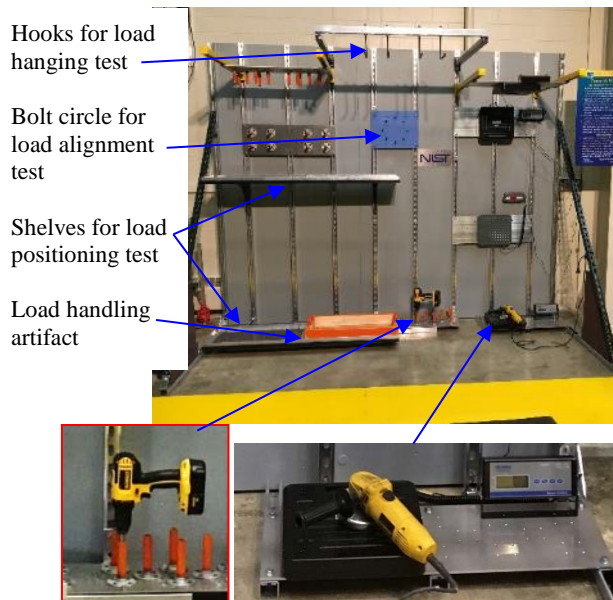 Hooks for load
hanging test
Bolt circle for
load alignment
test
Shelves for load
positioning test
Load handling
artifact
NIST